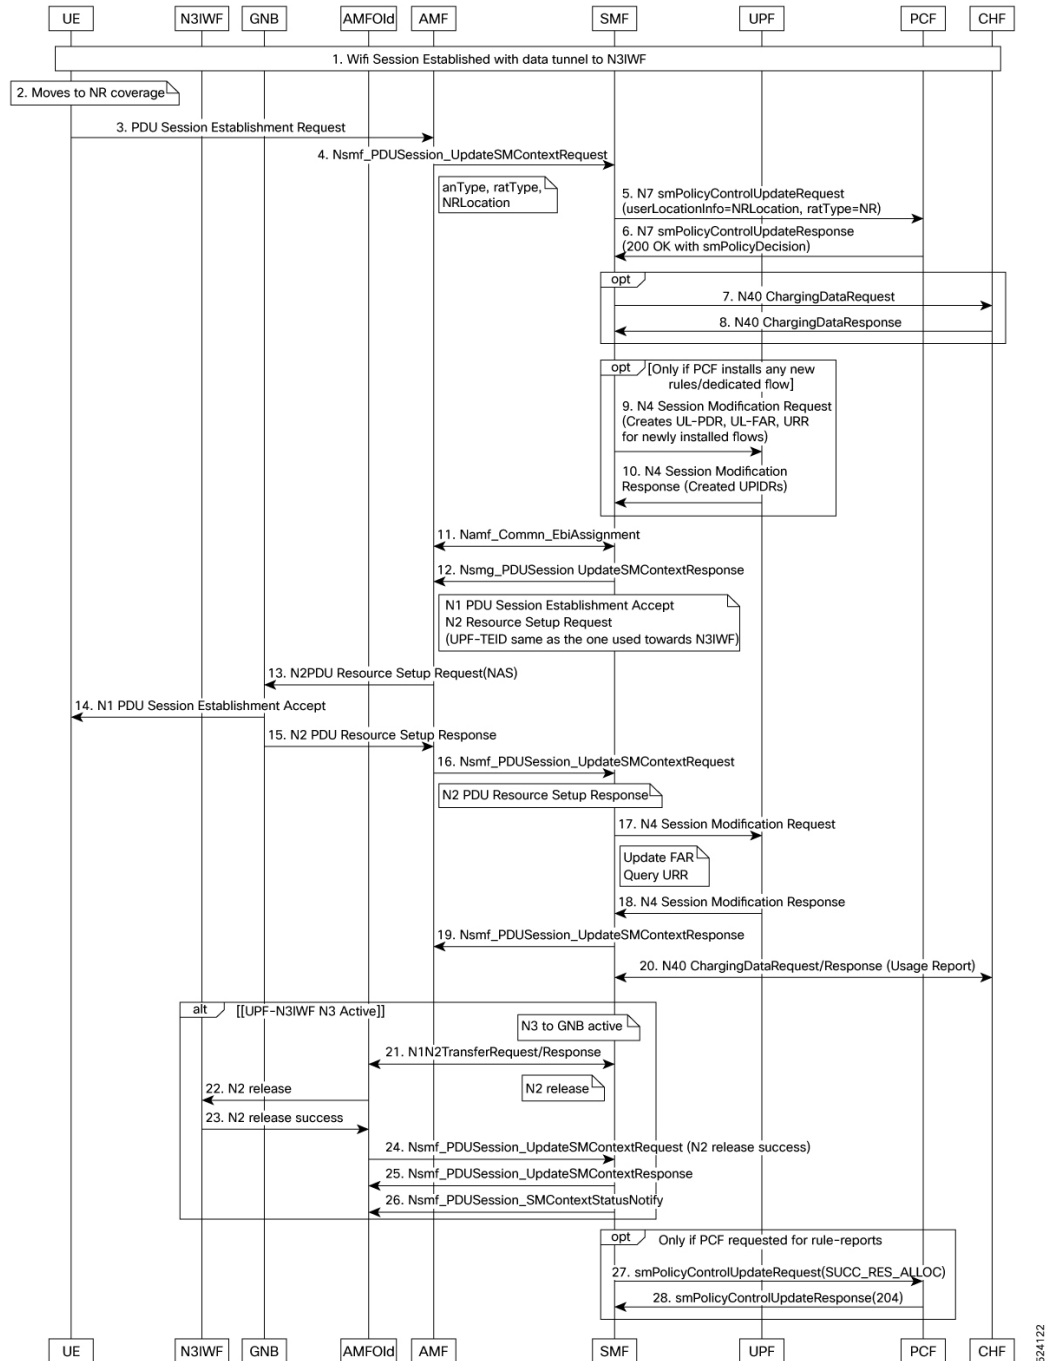 UE N3IWF GNB AMFOld AMF SMF UPF PCF CHF
1. Wifi Session Established with data tunnel to N3IWF
2. Moves to NR coverage
3. PDU Session Establishment Request
4. Nsmf_PDUSession_UpdateSMContextRequest
anType, ratType,
NRLocation
5. N7 smPolicyControlUpdateRequest
(userLocationInfo=NRLocation, ratType=NR)
6. N7 smPolicyControlUpdateResponse
(200 OK with smPolicyDecision)
opt
7. N40 ChargingDataRequest
8. N40 ChargingDataResponse
opt [Only if PCF installs any new
rules/dedicated flow]
9. N4 Session Modification Request
(Creates UL-PDR, UL-FAR, URR
for newly installed flows)
10. N4 Session Modification
Response (Created UPIDRs)
11. Namf_Commn_EbiAssignment
12. Nsmg_PDUSession UpdateSMContextResponse
N1 PDU Session Establishment Accept
N2 Resource Setup Request
(UPF-TEID same as the one used towards N3IWF)
13. N2PDU Resource Setup Request(NAS)
14. N1 PDU Session Establishment Accept
15. N2 PDU Resource Setup Response
16. Nsmf_PDUSession_UpdateSMContextRequest
N2 PDU Resource Setup Response
17. N4 Session Modification Request
Update FAR
Query URR
18. N4 Session Modification Response
19. Nsmf_PDUSession_UpdateSMContextResponse
20. N40 ChargingDataRequest/Response (Usage Report)
alt [[UPF-N3IWF N3 Active]]
N3 to GNB active
21. N1N2TransferRequest/Response
22. N2 release
N2 release
23. N2 release success
24. Nsmf_PDUSession_UpdateSMContextRequest (N2 release success)
25. Nsmf_PDUSession_UpdateSMContextResponse
26. Nsmf_PDUSession_SMContextStatusNotify
opt Only if PCF requested for rule-reports
27. smPolicyControlUpdateRequest(SUCC_RES_ALLOC)
28. smPolicyControlUpdateResponse(204)
UE N3IWF GNB AMFOld AMF SMF UPF PCF CHF